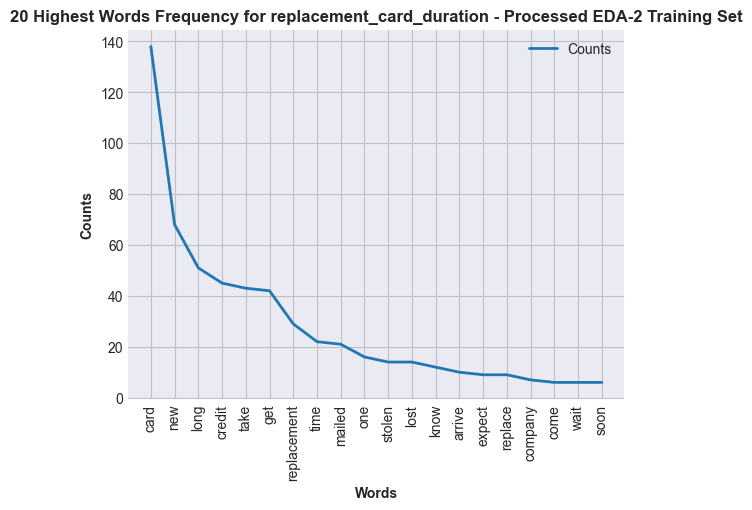 20 Highest Words Frequency for replacement_card_duration - Processed EDA-2 Training Set
Counts
140
120
100
80
60
40
20
0
Counts
card
new
long
credit
take
get
replacement
time
mailed
one
stolen
lost
know
arrive
expect
replace
company
come
wait
soon
Words